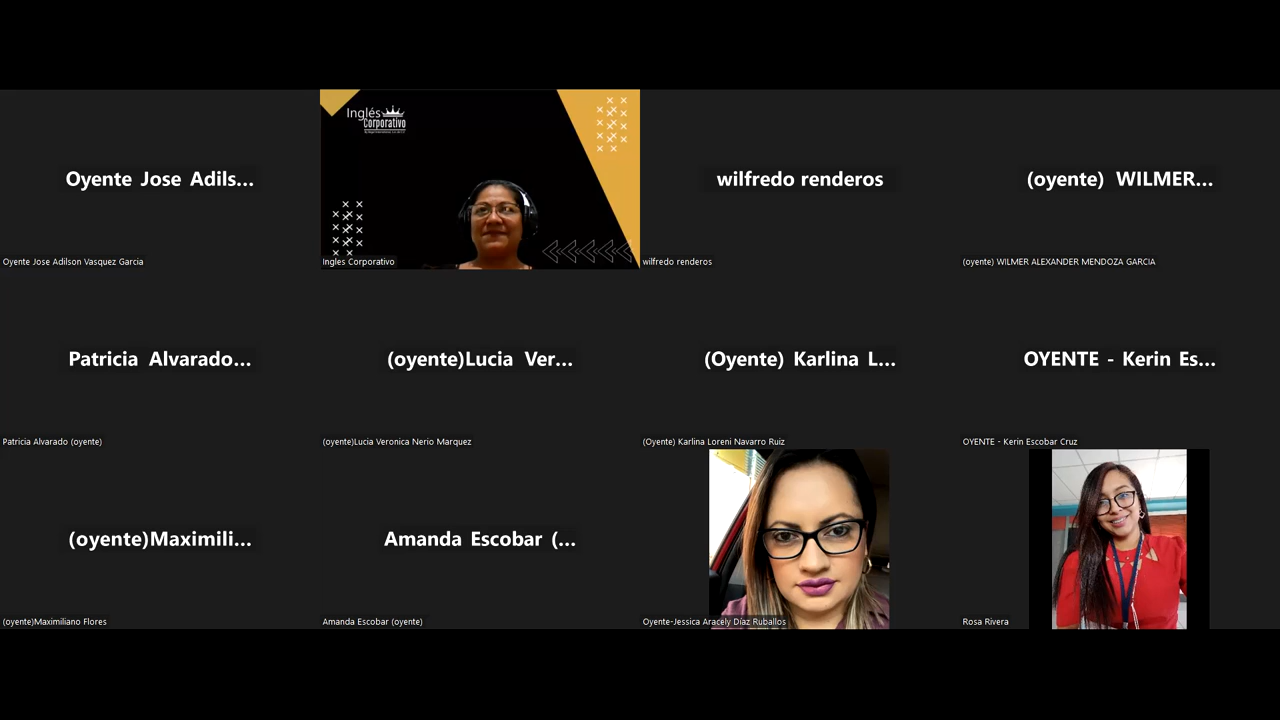 Oyente Jose Adils...
Oyente Jose Adilson Vasquez Garcia
Inglés
Corporativo
Ingles Corporativo
wilfredo renderos
wilfredo renderos
(oyente) WILMER...
(oyente) WILMER ALEXANDER MENDOZA GARCIA
Patricia Alvarado...
Patricia Alvarado (oyente)
(oyente)Lucia Ver...
(oyente)Lucia Veronica Nerio Marquez
(Oyente) Karlina L...
(Oyente) Karlina Loreni Navarro Ruiz
OYENTE - Kerin Es...
OYENTE - Kerin Escobar Cruz
(oyente)Maximili...
(oyente)Maximiliano Flores
Amanda Escobar (...
Amanda Escobar (oyente)
Oyente-Jessica Aracely Díaz Ruballos
Rosa Rivera